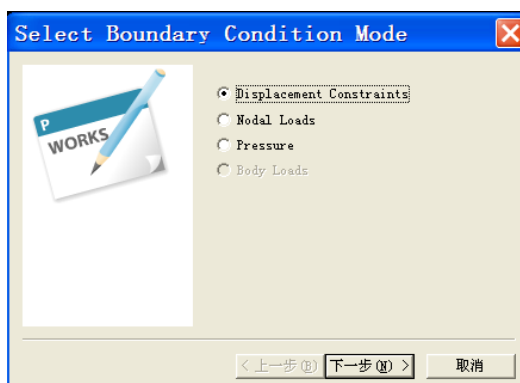 Select Boundary Condition Mode
P
WORKS
Displacement Constraints
Nodal Loads
Pressure
Body Loads
< 上一步(B) 下一步(N) > 取消